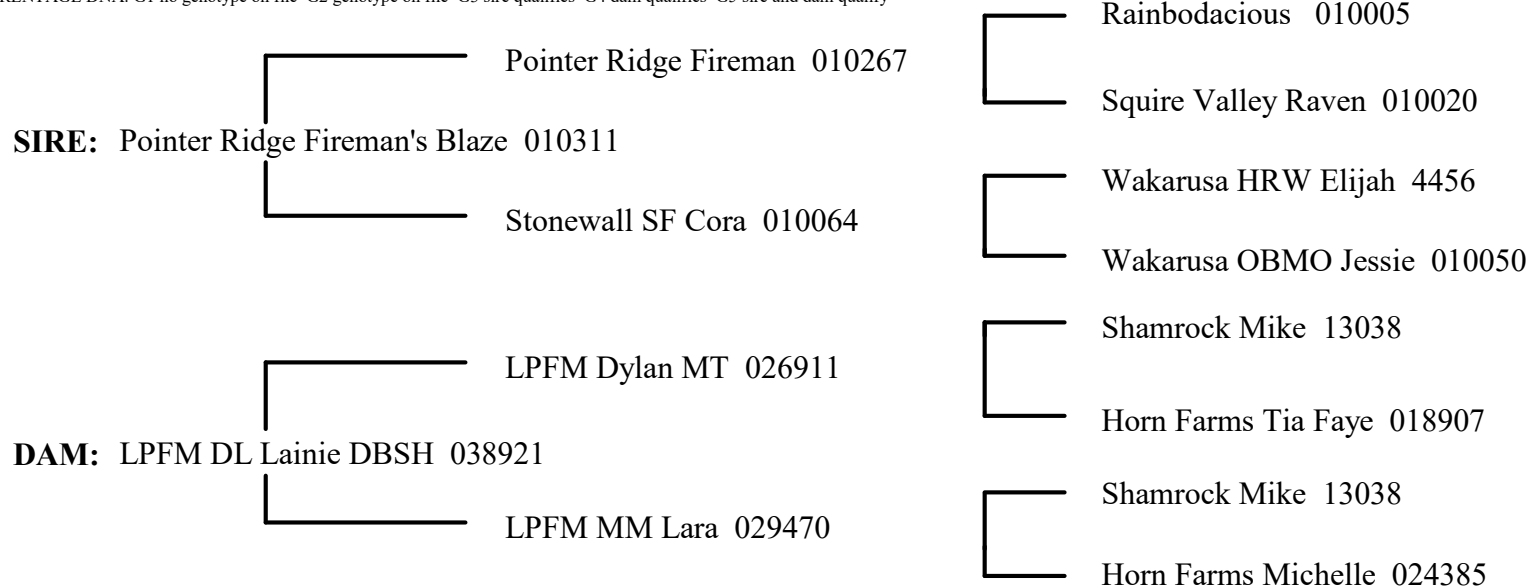 RENTAGE DNA: G1 no genotype on file G2 genotype on file G3 sire qualifies G4 dam qualifies G5 sire and dam qualify
Rainbodacious 010005
Pointer Ridge Fireman 010267
Squire Valley Raven 010020
SIRE: Pointer Ridge Fireman's Blaze 010311
Wakarusa HRW Elijah 4456
Stonewall SF Cora 010064
Wakarusa OBMO Jessie 010050
Shamrock Mike 13038
LPFM Dylan MT 026911
Horn Farms Tia Faye 018907
DAM: LPFM DL Lainie DBSH 038921
Shamrock Mike 13038
LPFM MM Lara 029470
Horn Farms Michelle 024385